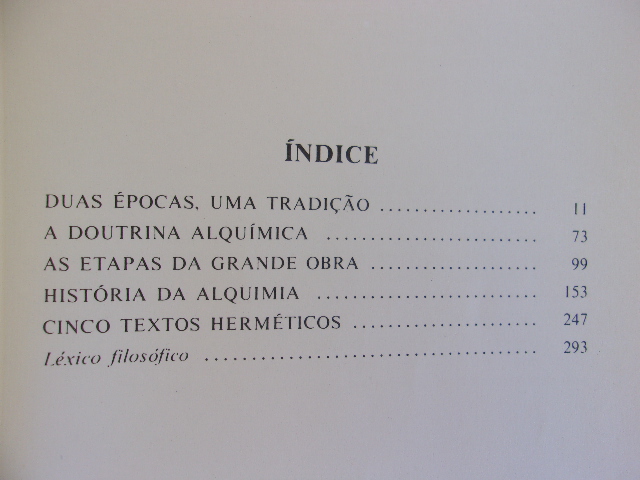 ÍNDICE
DUAS ÉPOCAS, UMA TRADIÇÃO .................. 11
A DOUTRINA ALQUÍMICA ........................ 73
AS ETAPAS DA GRANDE OBRA ................... 99
HISTÓRIA DA ALQUIMIA ......................... 153
CINCO TEXTOS HERMÉTICOS ..................... 247
Léxico filosófico ...................................... 293